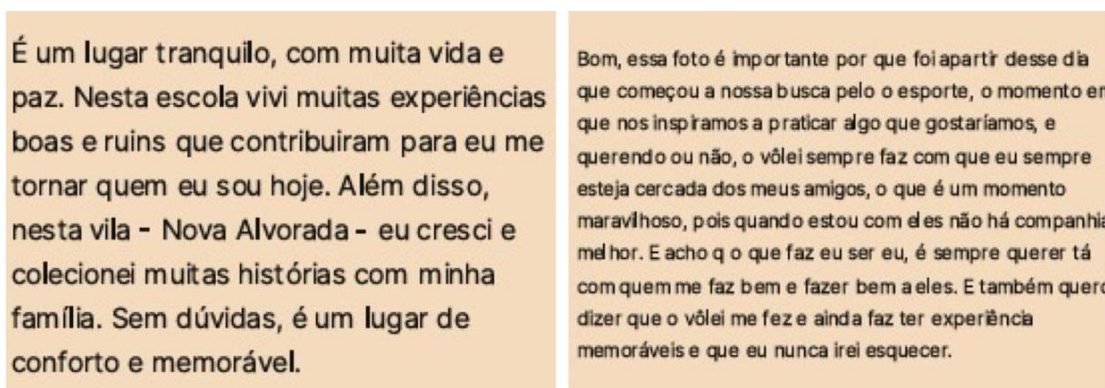 É um lugar tranquilo, com muita vida e
paz. Nesta escola vivi muitas experiências
boas e ruins que contribuiram para eu me
tornar quem eu sou hoje. Além disso,
nesta vila - Nova Alvorada - eu cresci e
colecionei muitas histórias com minha
família. Sem dúvidas, é um lugar de
conforto e memorável.
Bom, essa foto é importante por que foi apartir desse dia
que começou a nossa busca pelo o esporte, o momento em
que nos inspiramos a praticar algo que gostaríamos, e
querendo ou não, o vôlei sempre faz com que eu sempre
esteja cercada dos meus amigos, o que é um momento
maravilhoso, pois quando estou com eles não há companhia
melhor. E acho q o que faz eu ser eu, é sempre querer tá
com quem me faz bem e fazer bem a eles. E também quero
dizer que o vôlei me fez e ainda faz ter experiência
memoráveis e que eu nunca irei esquecer.